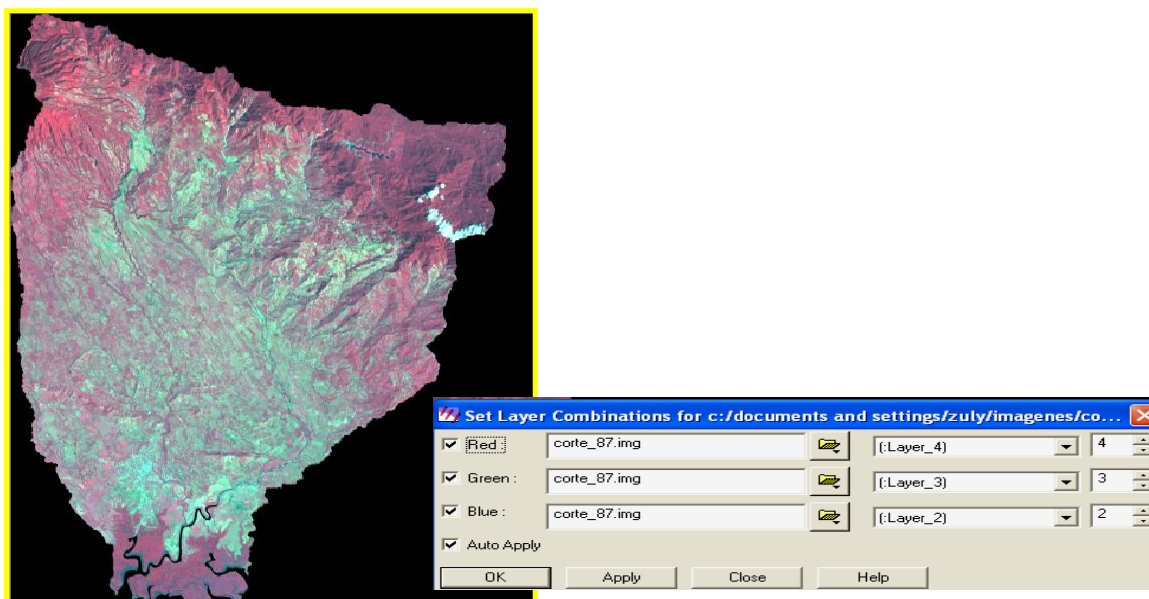 Set Layer Combinations for c:/documents and settings/zuly/imagenes/co...
Red : corte_87.img (:Layer_4) 4
Green : corte_87.img (:Layer_3) 3
Blue : corte_87.img (:Layer_2) 2
Auto Apply
OK Apply Close Help